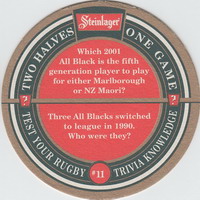 Steinlager
TWO HALVES
ONE GAME
Which 2001
All Black is the fifth
generation player to play
for either Marlborough
or NZ Maori?
?
?
Three All Blacks switched
to league in 1990.
Who were they?
TEST YOUR RUGBY
#11
TRIVIA KNOWLEDGE